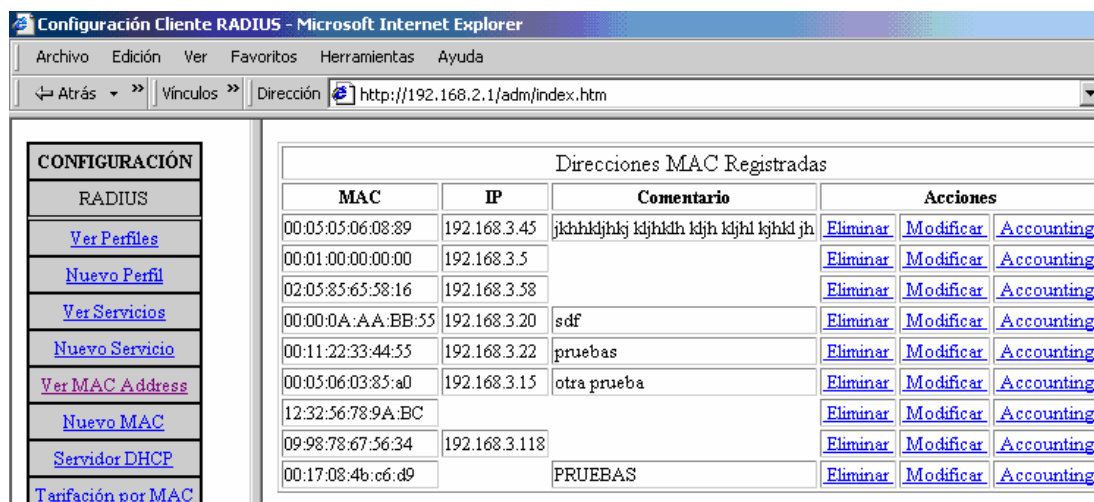 Configuración Cliente RADIUS - Microsoft Internet Explorer
Archivo Edición Ver Favoritos Herramientas Ayuda
Atrás » Vínculos » Dirección http://192.168.2.1/adm/index.htm
CONFIGURACIÓN
RADIUS
Ver Perfiles
Nuevo Perfil
Ver Servicios
Nuevo Servicio
Ver MAC Address
Nuevo MAC
Servidor DHCP
Tarifación por MAC
Direcciones MAC Registradas
MAC IP Comentario Acciones
00:05:05:06:08:89 192.168.3.45 jkhhkljhkj kljhklh kljh kljhl kjhkl jh Eliminar Modificar Accounting
00:01:00:00:00:00 192.168.3.5 Eliminar Modificar Accounting
02:05:85:65:58:16 192.168.3.58 Eliminar Modificar Accounting
00:00:0A:AA:BB:55 192.168.3.20 sdf Eliminar Modificar Accounting
00:11:22:33:44:55 192.168.3.22 pruebas Eliminar Modificar Accounting
00:05:06:03:85:a0 192.168.3.15 otra prueba Eliminar Modificar Accounting
12:32:56:78:9A:BC Eliminar Modificar Accounting
09:98:78:67:56:34 192.168.3.118 Eliminar Modificar Accounting
00:17:08:4b:c6:d9 PRUEBAS Eliminar Modificar Accounting